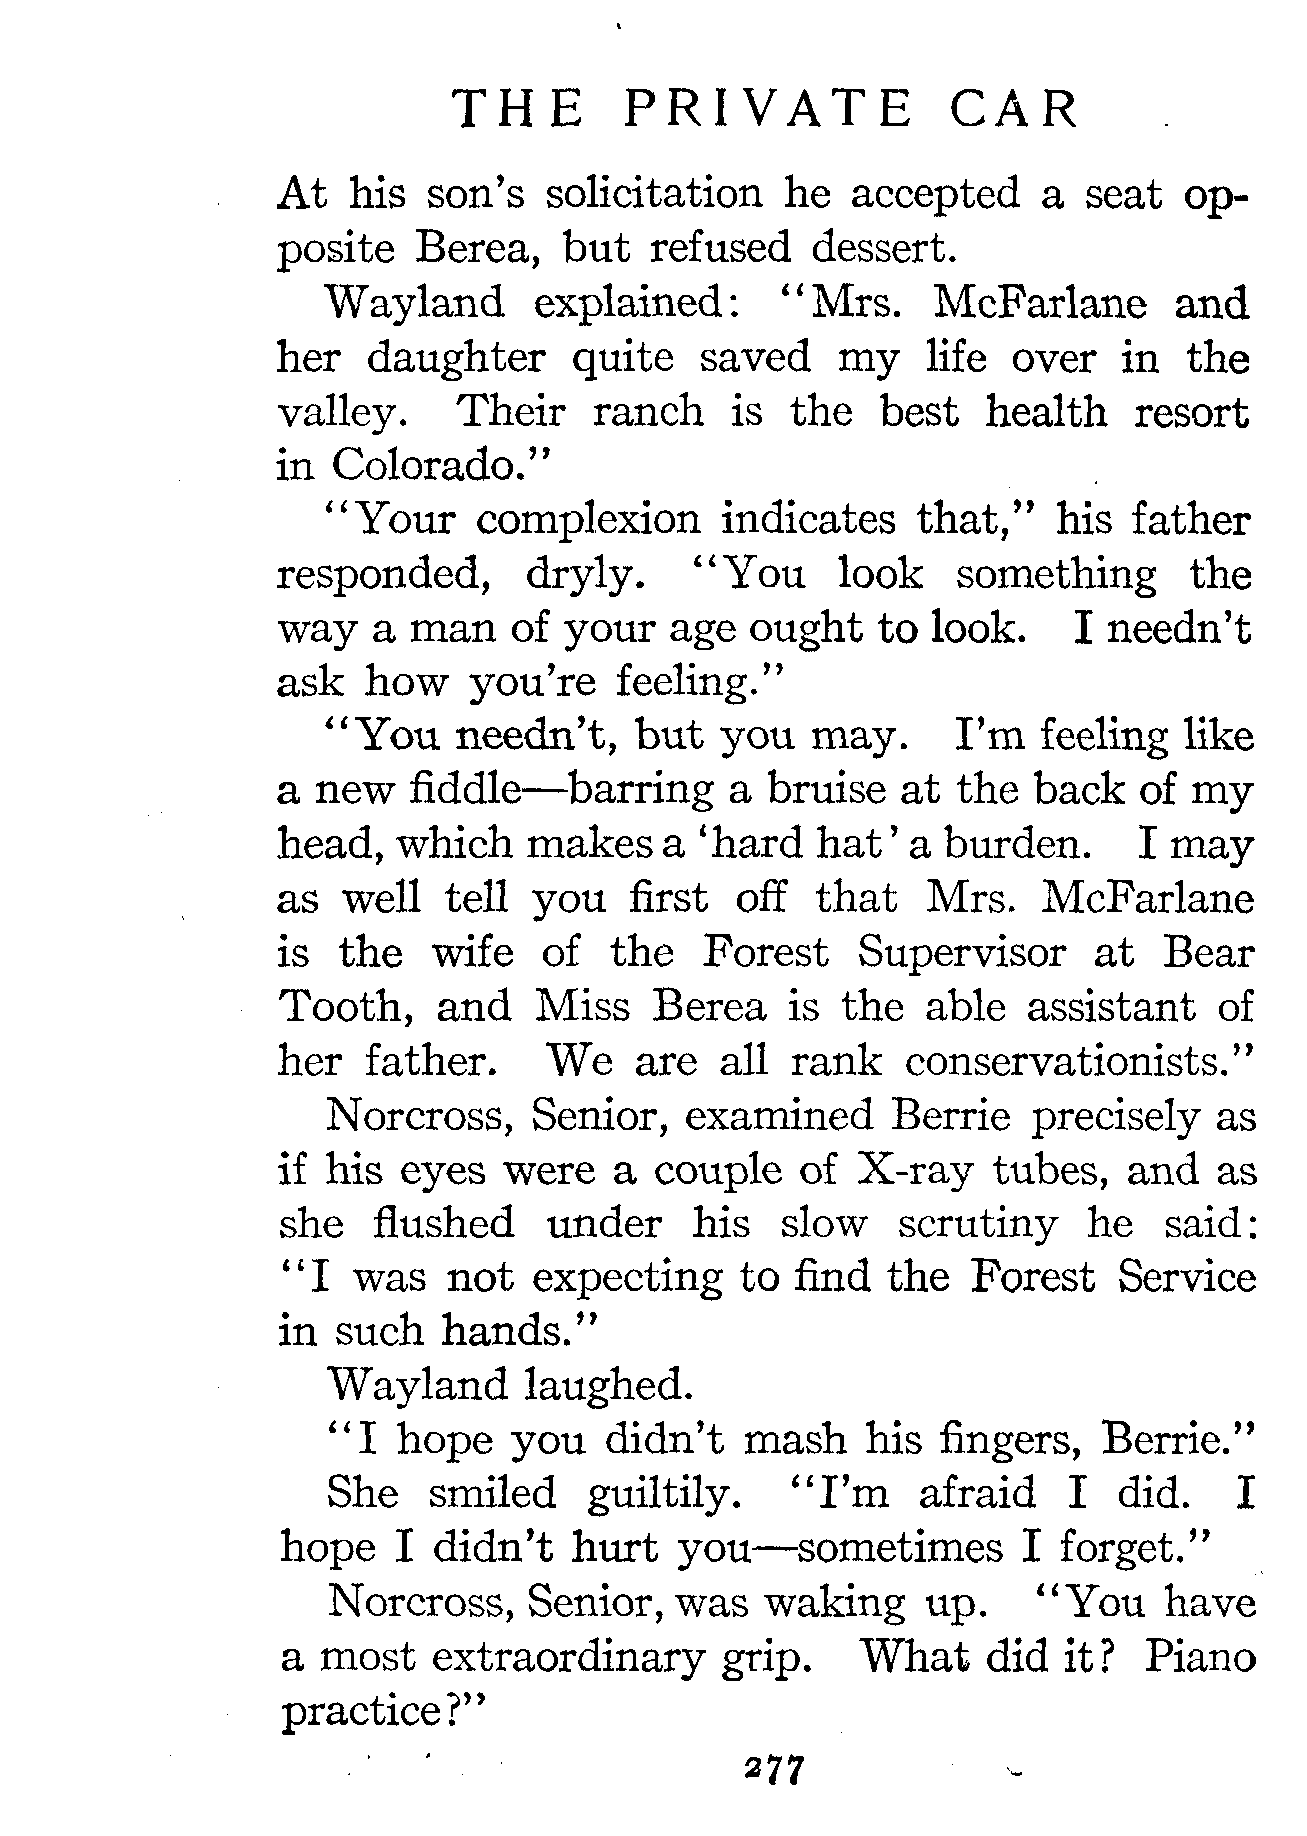 THE PRIVATE CAR
At his son's solicitation he accepted a seat op-
posite Berea, but refused dessert.
Wayland explained: "Mrs. McFarlane and
her daughter quite saved my life over in the
valley. Their ranch is the best health resort
in Colorado."
"Your complexion indicates that," his father
responded, dryly. "You look something the
way a man of your age ought to look. I needn't
ask how you're feeling."
"You needn't, but you may. I'm feeling like
a new fiddle—barring a bruise at the back of my
head, which makes a 'hard hat' a burden. I may
as well tell you first off that Mrs. McFarlane
is the wife of the Forest Supervisor at Bear
Tooth, and Miss Berea is the able assistant of
her father. We are all rank conservationists."
Norcross, Senior, examined Berrie precisely as
if his eyes were a couple of X-ray tubes, and as
she flushed under his slow scrutiny he said:
"I was not expecting to find the Forest Service
in such hands."
Wayland laughed.
"I hope you didn't mash his fingers, Berrie."
She smiled guiltily. "I'm afraid I did. I
hope I didn't hurt you—sometimes I forget."
Norcross, Senior, was waking up. "You have
a most extraordinary grip. What did it? Piano
practice?"
277